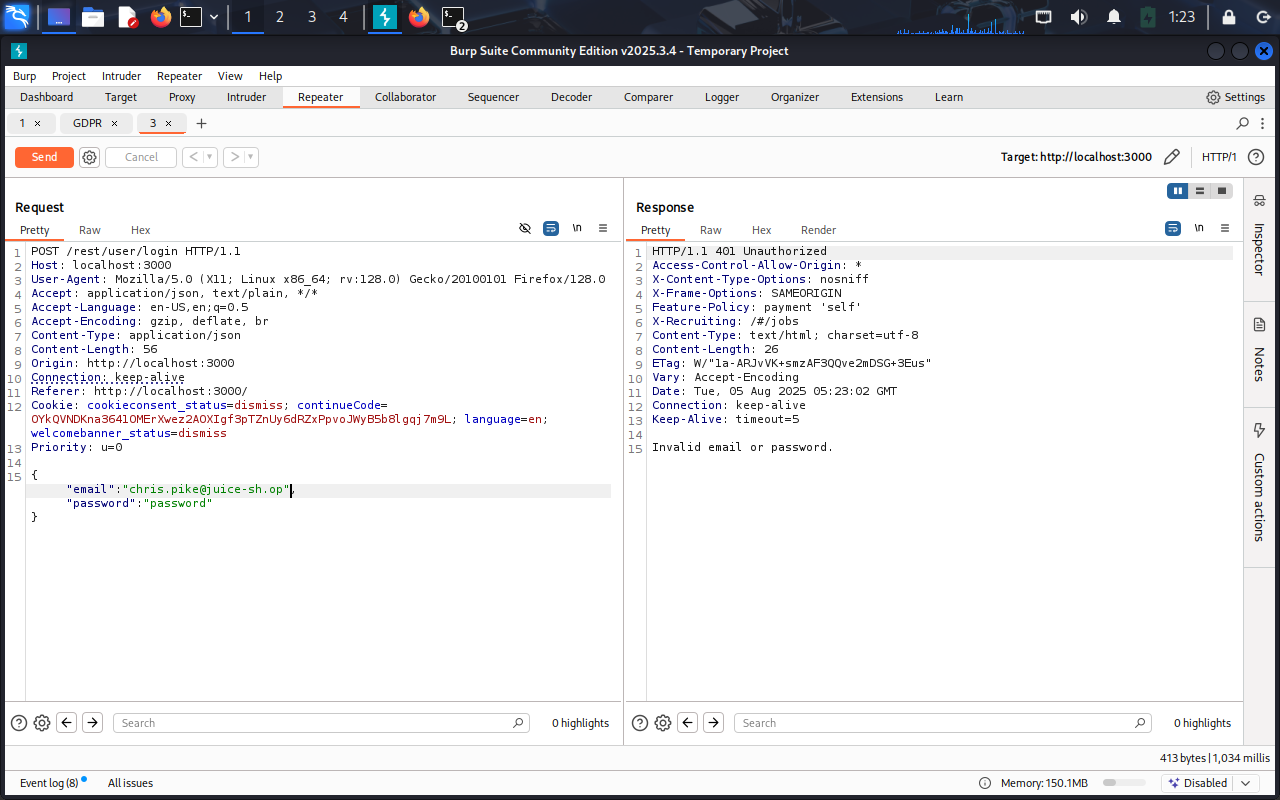 1 2 3 4 2 1:23
Burp Suite Community Edition v2025.3.4 - Temporary Project
Burp Project Intruder Repeater View Help
Dashboard Target Proxy Intruder Repeater Collaborator Sequencer Decoder Comparer Logger Organizer Extensions Learn Settings
1 × GDPR × 3 × +
Send Cancel < > Target: http://localhost:3000 HTTP/1 ?
Request
Pretty Raw Hex \n
1 POST /rest/user/login HTTP/1.1
2 Host: localhost:3000
3 User-Agent: Mozilla/5.0 (X11; Linux x86_64; rv:128.0) Gecko/20100101 Firefox/128.0
4 Accept: application/json, text/plain, */*
5 Accept-Language: en-US,en;q=0.5
6 Accept-Encoding: gzip, deflate, br
7 Content-Type: application/json
8 Content-Length: 56
9 Origin: http://localhost:3000
10 Connection: keep-alive
11 Referer: http://localhost:3000/
12 Cookie: cookieconsent_status=dismiss; continueCode=
OYkQVNDKna3641OMErXwez2AOXIgf3pTZnUy6dRZxPpvoJWyB5b8lgqj7m9L; language=en;
welcomebanner_status=dismiss
13 Priority: u=0
14
15 {
"email":"chris.pike@juice-sh.op",
"password":"password"
}
Response
Pretty Raw Hex Render \n
1 HTTP/1.1 401 Unauthorized
2 Access-Control-Allow-Origin: *
3 X-Content-Type-Options: nosniff
4 X-Frame-Options: SAMEORIGIN
5 Feature-Policy: payment 'self'
6 X-Recruiting: /#/jobs
7 Content-Type: text/html; charset=utf-8
8 Content-Length: 26
9 ETag: W/"1a-ARJvVK+smzAF3QQve2mDSG+3Eus"
10 Vary: Accept-Encoding
11 Date: Tue, 05 Aug 2025 05:23:02 GMT
12 Connection: keep-alive
13 Keep-Alive: timeout=5
14
15 Invalid email or password.
Inspector
Notes
Custom actions
? Search 0 highlights
? Search 0 highlights
413 bytes | 1,034 millis
Event log (8) All issues Memory: 150.1MB Disabled